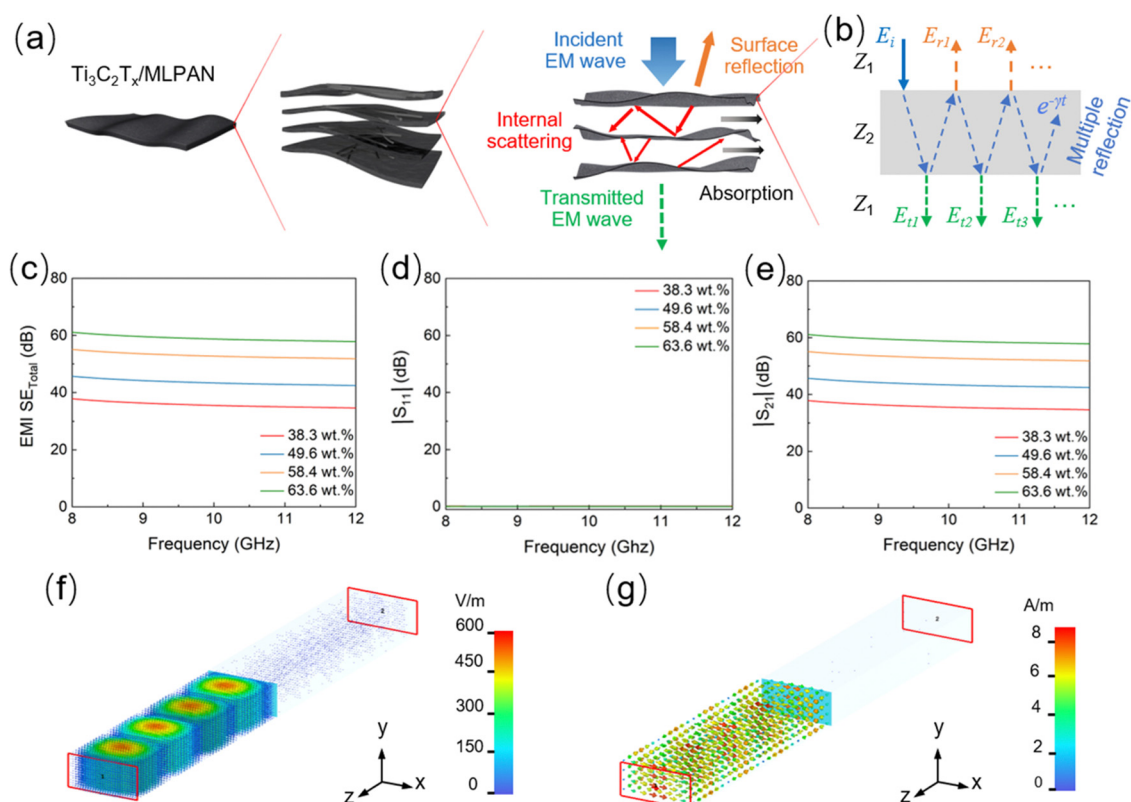 (a)
Ti₃C₂Tₓ/MLPAN
Incident
EM wave
Surface
reflection
Internal
scattering
Transmitted
EM wave
Absorption
(b)
Z₁
Eᵢ
Eᵣ₁
Eᵣ₂
...
Z₂
e^-γt
Multiple
reflection
Z₁
Eₜ₁
Eₜ₂
Eₜ₃
...
(c)
EMI SE_Total (dB)
80
60
40
20
0
38.3 wt.%
49.6 wt.%
58.4 wt.%
63.6 wt.%
8
9
10
11
12
Frequency (GHz)
(d)
|S₁₁| (dB)
80
60
40
20
0
38.3 wt.%
49.6 wt.%
58.4 wt.%
63.6 wt.%
8
9
10
11
12
Frequency (Ghz)
(e)
|S₂₁| (dB)
80
60
40
20
0
38.3 wt.%
49.6 wt.%
58.4 wt.%
63.6 wt.%
8
9
10
11
12
Frequency (GHz)
(f)
1
2
V/m
600
450
300
150
0
y
x
z
(g)
2
A/m
8
6
4
2
0
y
x
z